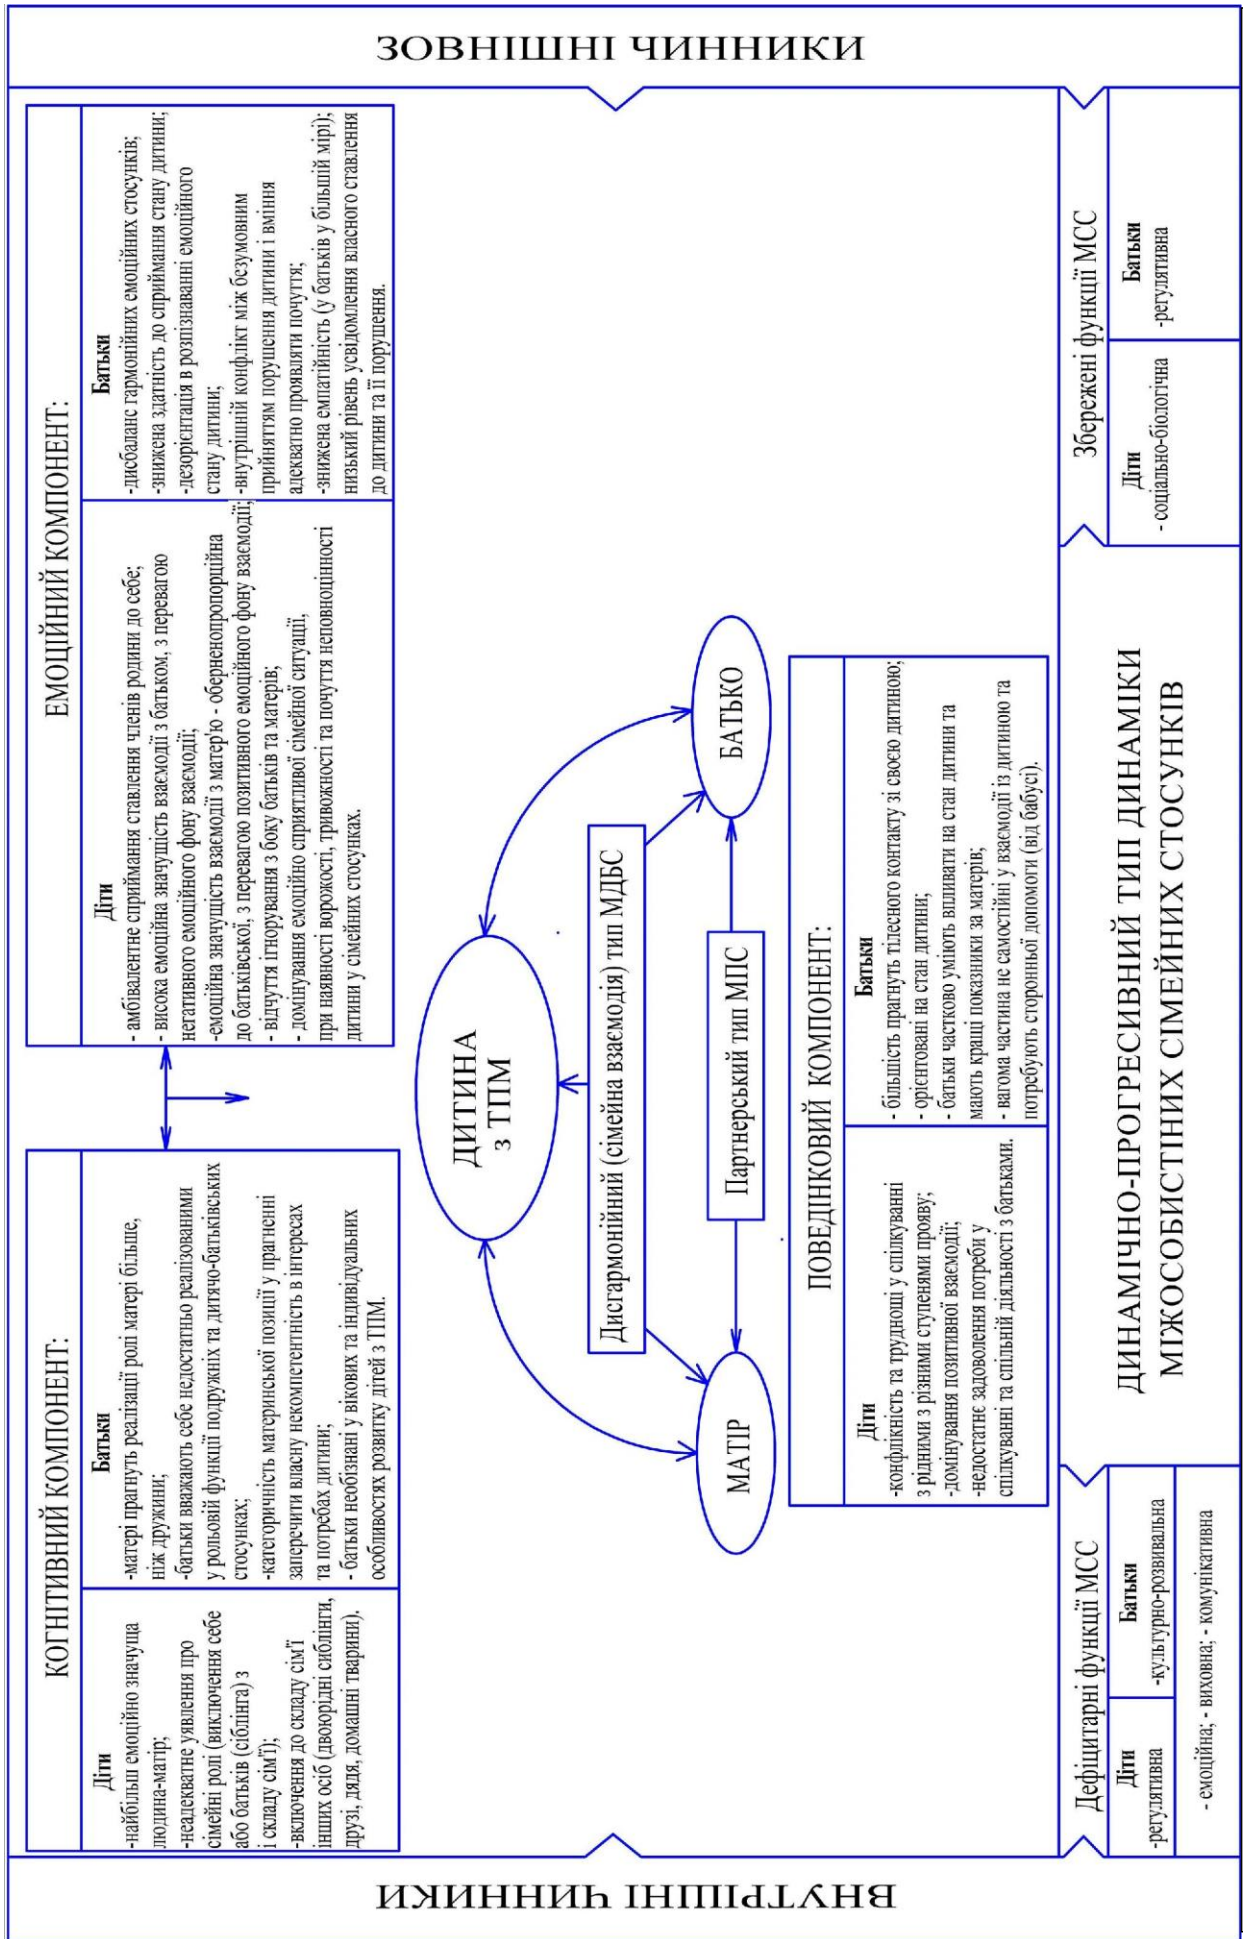 ВНУТРІШНІ ЧИННИКИ
КОГНІТИВНИЙ КОМПОНЕНТ:
Діти
-найбільш емоційно значуща
людина-матір;
-неадекватне уявлення про
сімейні ролі (виключення себе
або батьків (сіблінга) з
і складу сім'ї);
-включення до складу сім'ї
інших осіб (двоюрідні сиблінги,
друзі, дядя, домашні тварини).
Батьки
-матері прагнуть реалізації ролі матері більше,
ніж дружини;
-батьки вважають себе недостатньо реалізованими
у рольовій функції подружніх та дитячо-батьківських
стосунках;
-категоричність материнської позиції у прагненні
заперечити власну некомпетентність в інтересах
та потребах дитини;
- батьки необізнані у вікових та індивідуальних
особливостях розвитку дітей з ТПМ.
ЕМОЦІЙНИЙ КОМПОНЕНТ:
Діти
- амбівалентне сприймання ставлення членів родини до себе;
- висока емоційна значущість взаємодії з батьком, з перевагою
негативного емоційного фону взаємодії;
-емоційна значущість взаємодії з матер'ю - оберненопропорційна
до батьківської, з перевагою позитивного емоційного фону взаємодії;
- відчуття ігнорування з боку батьків та матерів;
- домінування емоційно сприятливої сімейної ситуації,
при наявності ворожості, тривожності та почуття неповноцінності
дитини у сімейних стосунках.
Батьки
-дисбаланс гармонійних емоційних стосунків;
-знижена здатність до сприймання стану дитини;
-дезорієнтація в розпізнаванні емоційного
стану дитини;
-внутрішній конфлікт між безумовним
прийняттям порушення дитини і вміння
адекватно проявляти почуття;
-знижена емпатійність (у батьків у більшій мірі);
низький рівень усвідомлення власного ставлення
до дитини та її порушення.
ДИТИНА
з ТПМ
Дисгармонійний (сімейна взаємодія) тип МДБС
МАТІР
Партнерський тип МПС
БАТЬКО
ПОВЕДІНКОВИЙ КОМПОНЕНТ:
Діти
-конфлікність та труднощі у спілкуванні
з рідними з різними ступенями прояву;
-домінування позитивної взаємодії;
-недостатнє задоволення потреби у
спілкуванні та спільній діяльності з батьками.
Батьки
- більшість прагнуть тілесного контакту зі своєю дитиною;
- орієнтовані на стан дитини;
- батьки частково уміють впливати на стан дитини та
мають кращі показники за матерів;
- вагома частина не самостійні у взаємодії із дитиною та
потребують сторонньої допомоги (від бабусі).
Дефіцитарні функції МСС
Діти
-регулятивна
Батьки
-культурно-розвивальна
- емоційна; - виховна; - комунікативна
ДИНАМІЧНО-ПРОГРЕСИВНИЙ ТИП ДИНАМІКИ
МІЖОСОБИСТІНИХ СІМЕЙНИХ СТОСУНКІВ
Збережені функції МСС
Діти
- соціально-біологічна
Батьки
-регулятивна
ЗОВНІШНІ ЧИННИКИ